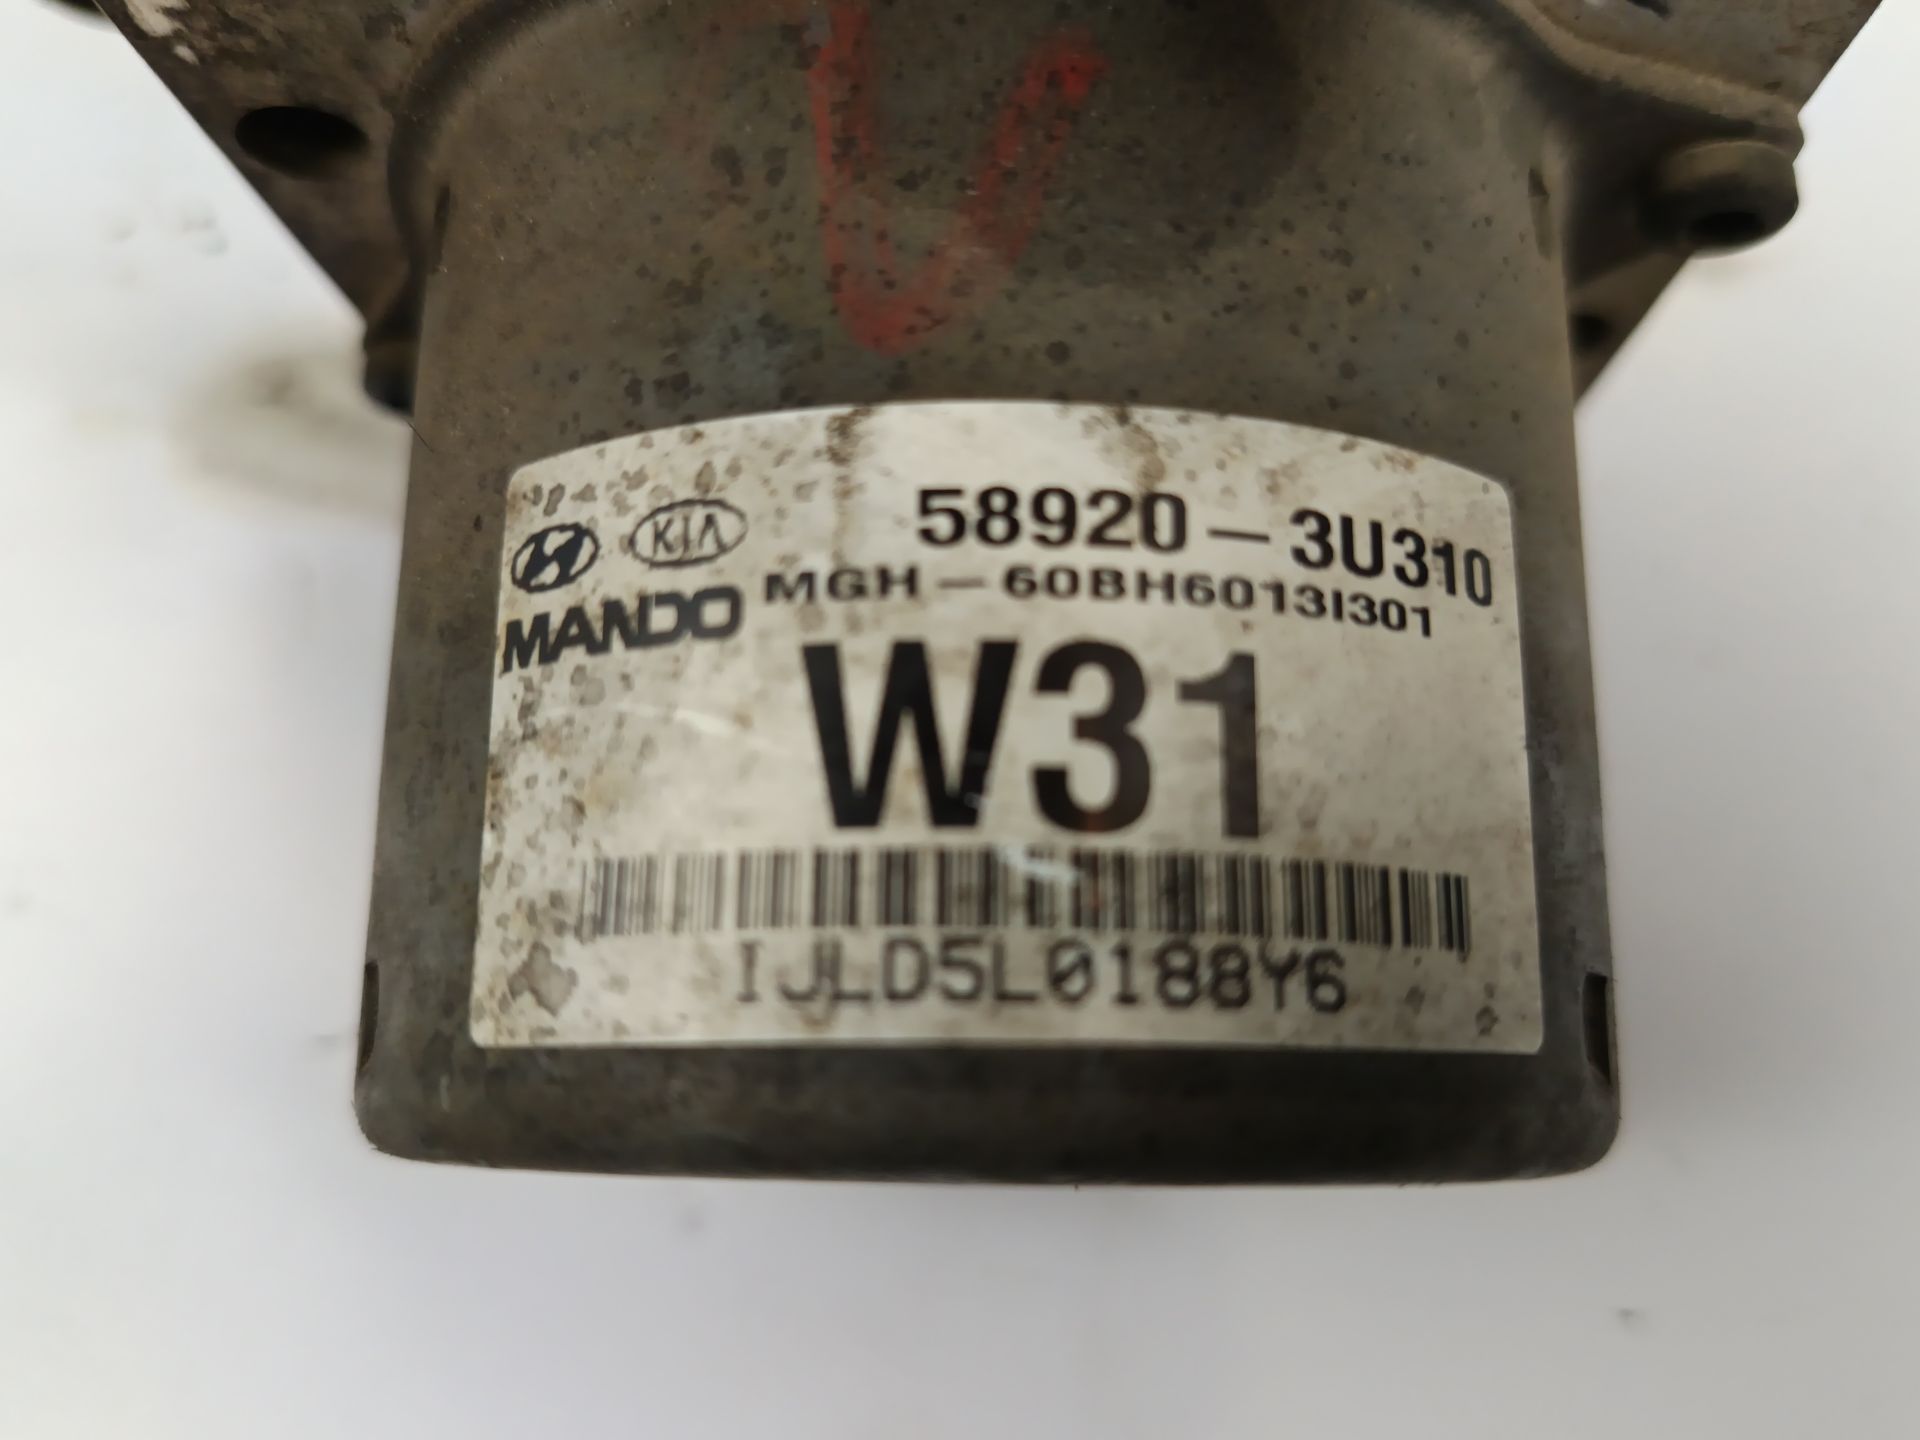 KIA
58920-3U310
MANDO
MGH-60BH6013I301
W31
IJLD5L0188Y6